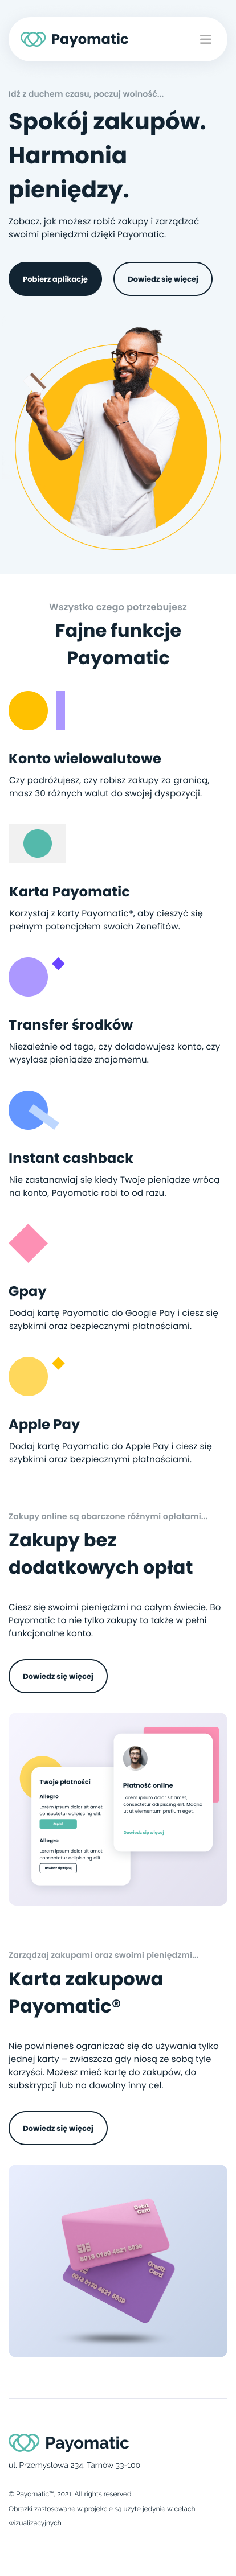 Payomatic
Idź z duchem czasu, poczuj wolność...
Spokój zakupów.
Harmonia
pieniędzy.
Zobacz, jak możesz robić zakupy i zarządzać
swoimi pieniędzmi dzięki Payomatic.
Pobierz aplikację
Dowiedz się więcej
Wszystko czego potrzebujesz
Fajne funkcje
Payomatic
Konto wielowalutowe
Czy podróżujesz, czy robisz zakupy za granicą,
masz 30 różnych walut do swojej dyspozycji.
Karta Payomatic
Korzystaj z karty Payomatic®, aby cieszyć się
pełnym potencjałem swoich Zenefitów.
Transfer środków
Niezależnie od tego, czy doładowujesz konto, czy
wysyłasz pieniądze znajomemu.
Instant cashback
Nie zastanawiaj się kiedy Twoje pieniądze wrócą
na konto, Payomatic robi to od razu.
Gpay
Dodaj kartę Payomatic do Google Pay i ciesz się
szybkimi oraz bezpiecznymi płatnościami.
Apple Pay
Dodaj kartę Payomatic do Apple Pay i ciesz się
szybkimi oraz bezpiecznymi płatnościami.
Zakupy online są obarczone różnymi opłatami...
Zakupy bez
dodatkowych opłat
Ciesz się swoimi pieniędzmi na całym świecie. Bo
Payomatic to nie tylko zakupy to także w pełni
funkcjonalne konto.
Dowiedz się więcej
Twoje płatności
Allegro
Lorem ipsum dolor sit amet,
consectetur adipiscing elit.
Allegro
Lorem ipsum dolor sit amet,
consectetur adipiscing elit.
Dowiedz się więcej
Płatność online
Lorem ipsum dolor sit amet,
consectetur adipiscing elit. Magna
ut ut elementum pretium eget.
Dowiedz się więcej
Zarządzaj zakupami oraz swoimi pieniędzmi...
Karta zakupowa
Payomatic®
Nie powinieneś ograniczać się do używania tylko
jednej karty – zwłaszcza gdy niosą ze sobą tyle
korzyści. Możesz mieć kartę do zakupów, do
subskrypcji lub na dowolny inny cel.
Dowiedz się więcej
Debit
Card
Credit
Card
Payomatic
ul. Przemysłowa 234, Tarnów 33-100
© Payomatic™, 2021. All rights reserved.
Obrazki zastosowane w projekcie są użyte jedynie w celach
wizualizacyjnych.